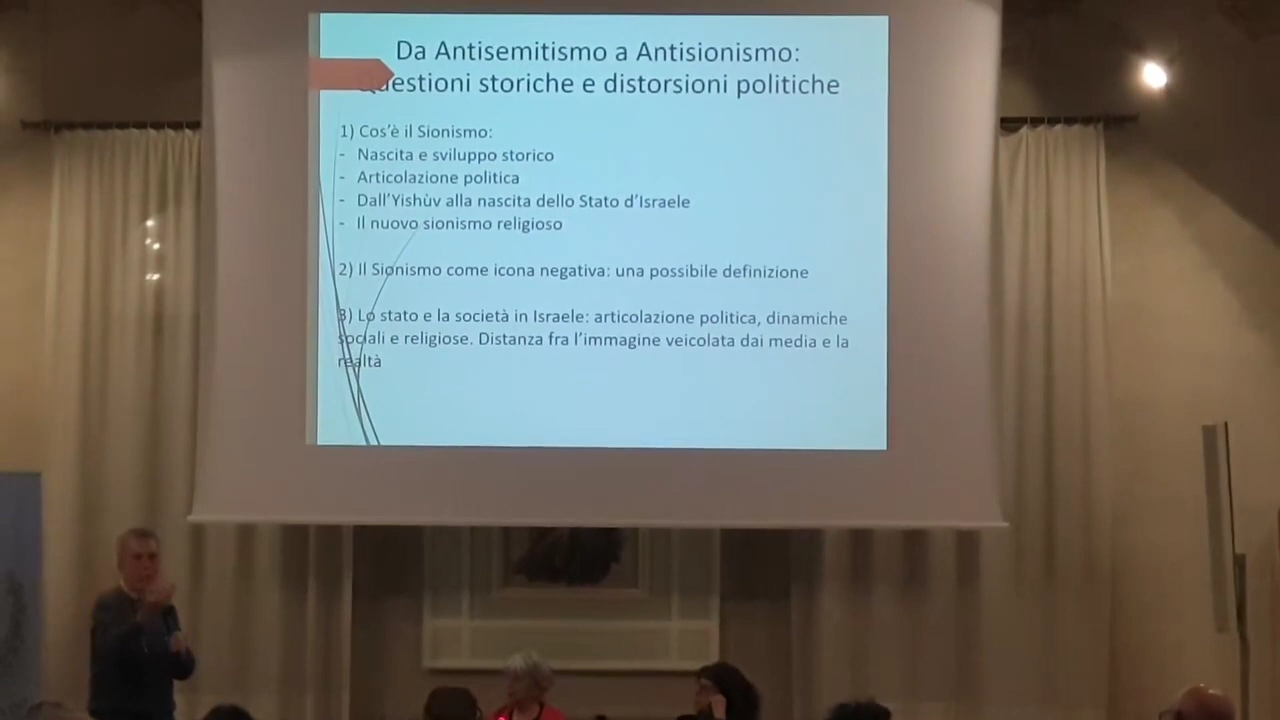 Da Antisemitismo a Antisionismo:
Questioni storiche e distorsioni politiche
1) Cos'è il Sionismo:
- Nascita e sviluppo storico
- Articolazione politica
- Dall'Yishùv alla nascita dello Stato d'Israele
- Il nuovo sionismo religioso
2) Il Sionismo come icona negativa: una possibile definizione
3) Lo stato e la società in Israele: articolazione politica, dinamiche
sociali e religiose. Distanza fra l'immagine veicolata dai media e la
realtà